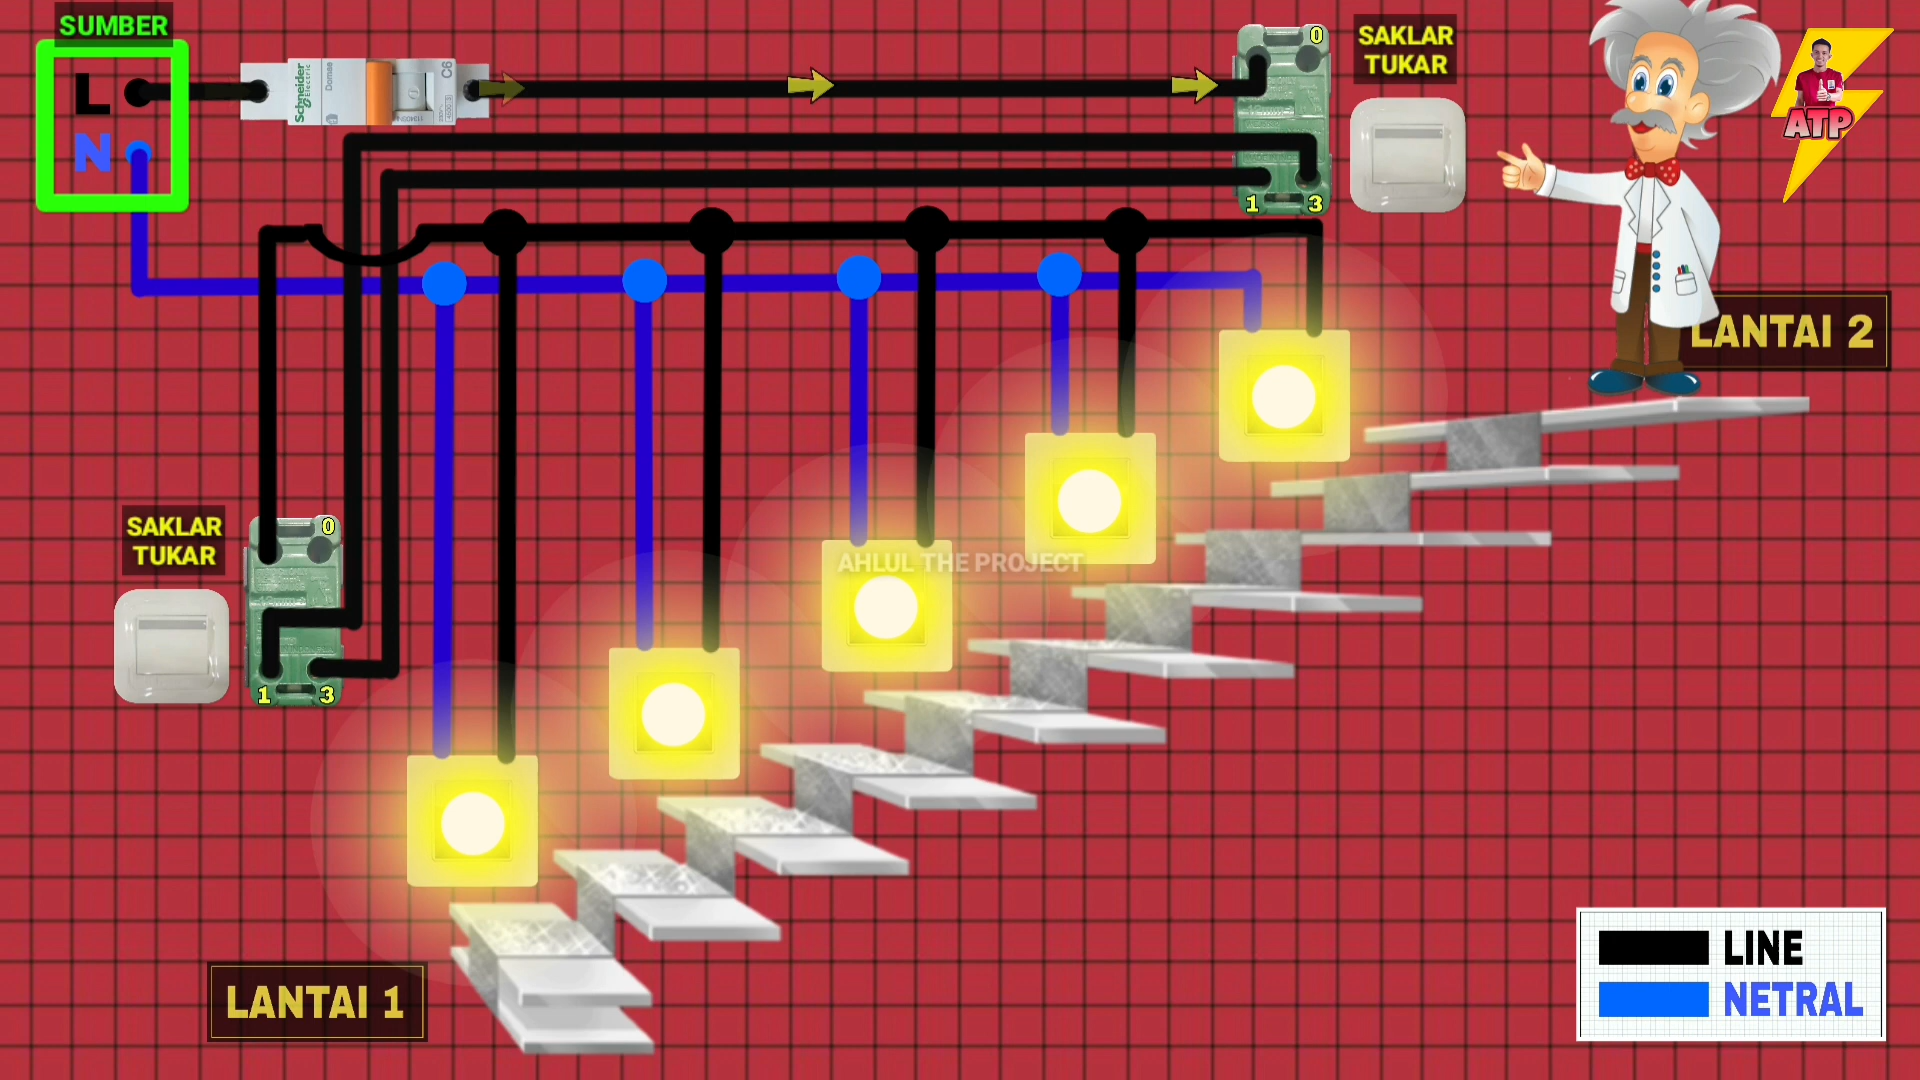 SUMBER
L
N
Schneider
Electric
Domae
C6
0
SAKLAR
TUKAR
1 3
ATP
LANTAI 2
SAKLAR
TUKAR
0
1 3
AHLUL THE PROJECT
LANTAI 1
LINE
NETRAL